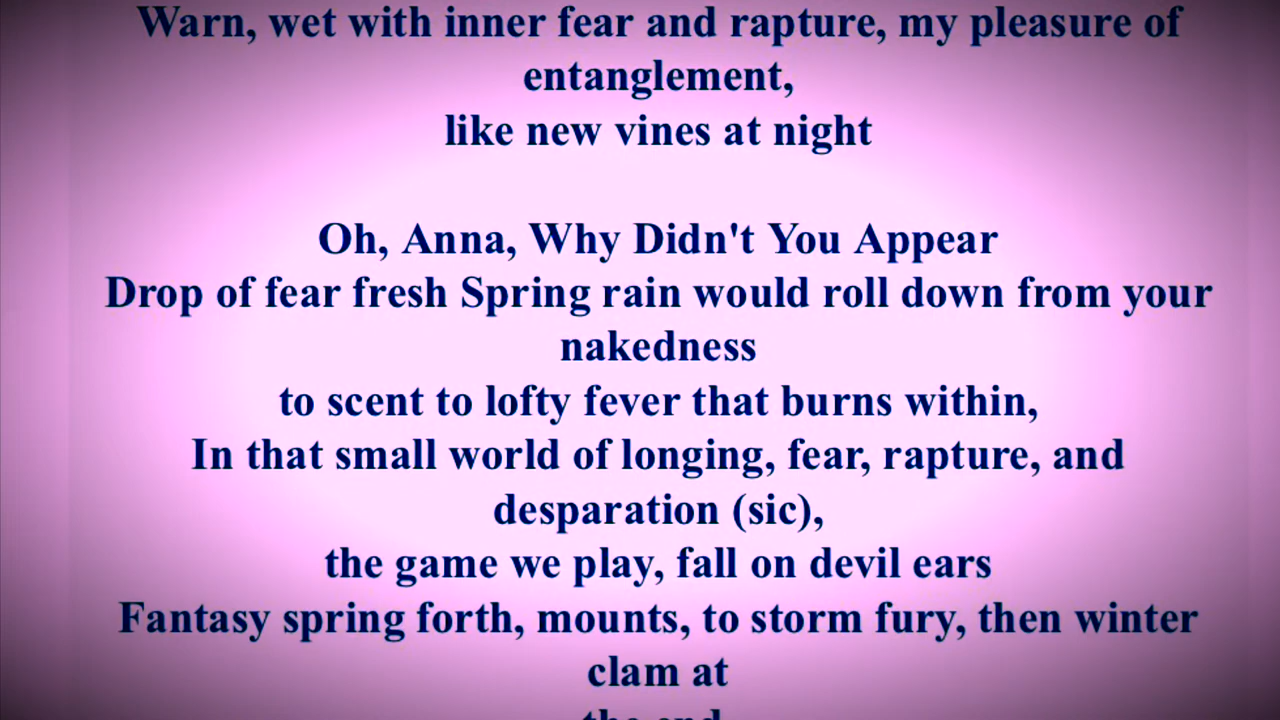 Warn, wet with inner fear and rapture, my pleasure of
entanglement,
like new vines at night
Oh, Anna, Why Didn't You Appear
Drop of fear fresh Spring rain would roll down from your
nakedness
to scent to lofty fever that burns within,
In that small world of longing, fear, rapture, and
desparation (sic),
the game we play, fall on devil ears
Fantasy spring forth, mounts, to storm fury, then winter
clam at
the end